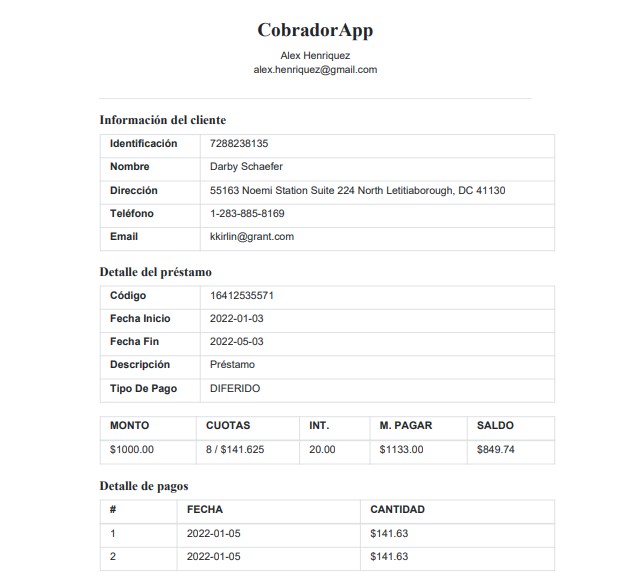 CobradorApp
Alex Henriquez
alex.henriquez@gmail.com
Información del cliente
Identificación 7288238135
Nombre Darby Schaefer
Dirección 55163 Noemi Station Suite 224 North Letitiaborough, DC 41130
Teléfono 1-283-885-8169
Email kkirlin@grant.com
Detalle del préstamo
Código 16412535571
Fecha Inicio 2022-01-03
Fecha Fin 2022-05-03
Descripción Préstamo
Tipo De Pago DIFERIDO
MONTO CUOTAS INT. M. PAGAR SALDO
$1000.00 8 / $141.625 20.00 $1133.00 $849.74
Detalle de pagos
# FECHA CANTIDAD
1 2022-01-05 $141.63
2 2022-01-05 $141.63